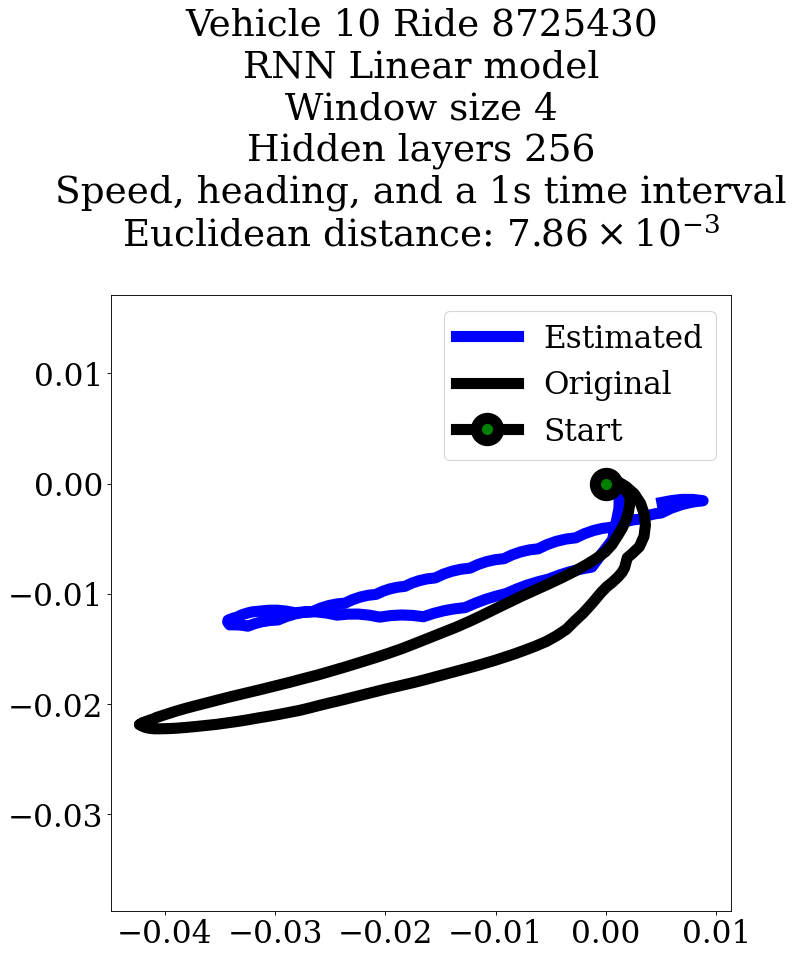 Vehicle 10 Ride 8725430
RNN Linear model
Window size 4
Hidden layers 256
Speed, heading, and a 1s time interval
Euclidean distance: 7.86 × 10⁻³
Estimated
Original
Start
0.01
0.00
−0.01
−0.02
−0.03
−0.04 −0.03 −0.02 −0.01 0.00 0.01